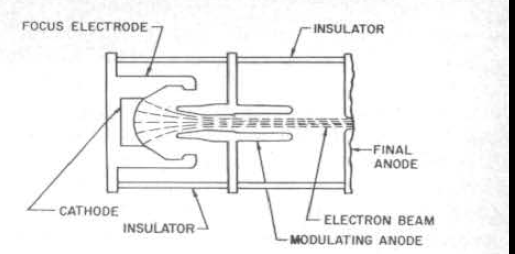 FOCUS ELECTRODE
INSULATOR
FINAL
ANODE
CATHODE
INSULATOR
ELECTRON BEAM
MODULATING ANODE